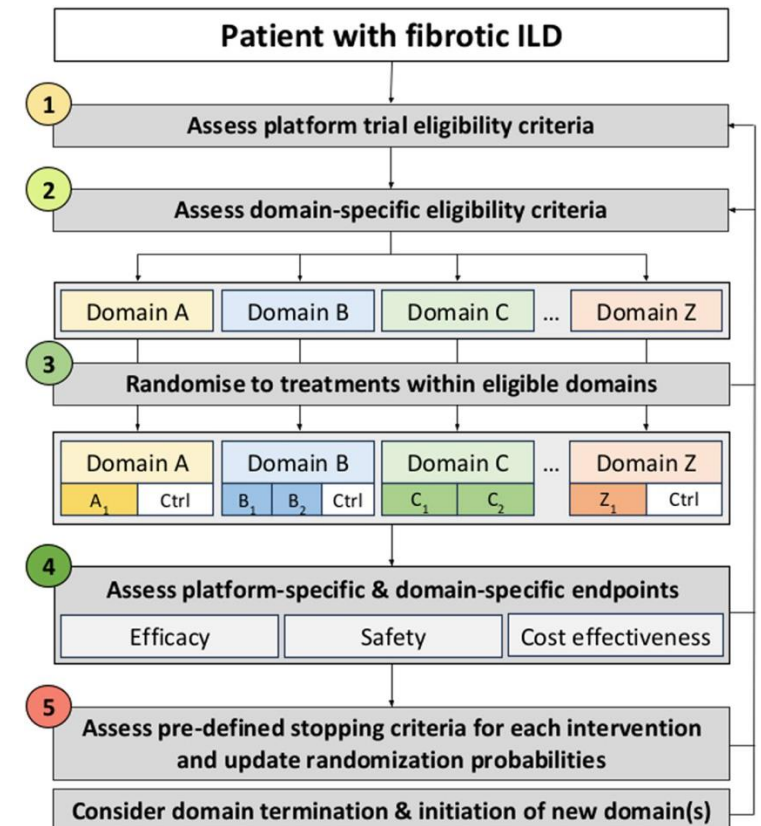 Patient with fibrotic ILD
1
Assess platform trial eligibility criteria
2
Assess domain-specific eligibility criteria
Domain A
Domain B
Domain C
...
Domain Z
3
Randomise to treatments within eligible domains
Domain A
Domain B
Domain C
...
Domain Z
A₁
Ctrl
B₁
B₂
Ctrl
C₁
C₂
Z₁
Ctrl
4
Assess platform-specific & domain-specific endpoints
Efficacy
Safety
Cost effectiveness
5
Assess pre-defined stopping criteria for each intervention
and update randomization probabilities
Consider domain termination & initiation of new domain(s)